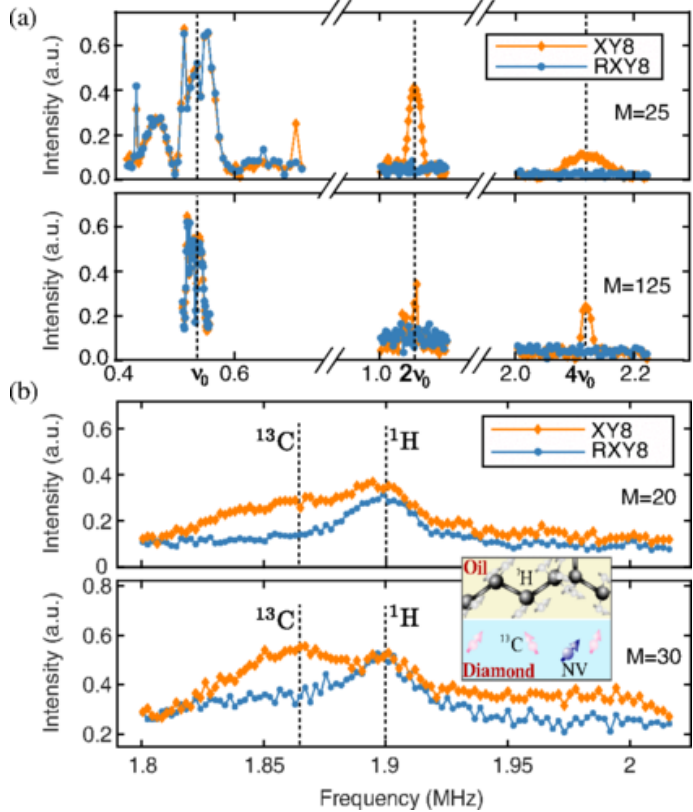 (a)
Intensity (a.u.)
0.6
0.4
0.2
0.0
XY8
RXY8
M=25
Intensity (a.u.)
0.6
0.4
0.2
0.0
M=125
0.4 ν₀ 0.6 1.0 2ν₀ 2.0 4ν₀ 2.2
(b)
Intensity (a.u.)
0.6
0.4
0.2
0
¹³C ¹H
XY8
RXY8
M=20
Intensity (a.u.)
0.8
0.6
0.4
0.2
¹³C ¹H
Oil
¹H
¹³C
Diamond NV
M=30
1.8 1.85 1.9 1.95 2
Frequency (MHz)